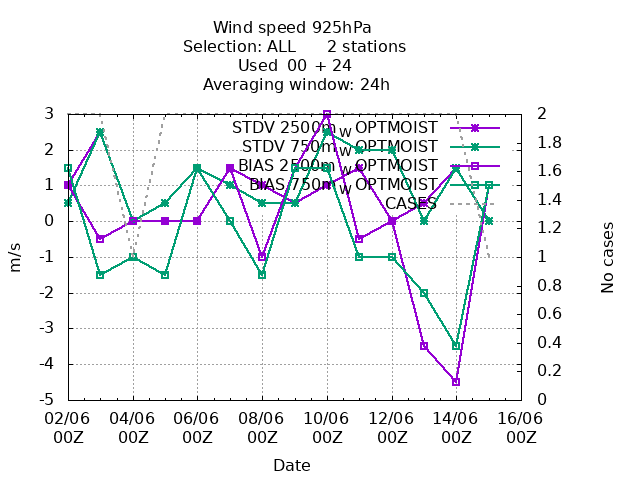 Wind speed 925hPa
Selection: ALL 2 stations
Used 00 + 24
Averaging window: 24h
3
2
1
0
-1
-2
-3
-4
-5
m/s
STDV 2500m_W OPTMOIST
STDV 750m_W OPTMOIST
BIAS 2500m_W OPTMOIST
BIAS 750m_W OPTMOIST
CASES
2
1.8
1.6
1.4
1.2
1
0.8
0.6
0.4
0.2
0
No cases
02/06 04/06 06/06 08/06 10/06 12/06 14/06 16/06
00Z 00Z 00Z 00Z 00Z 00Z 00Z 00Z
Date